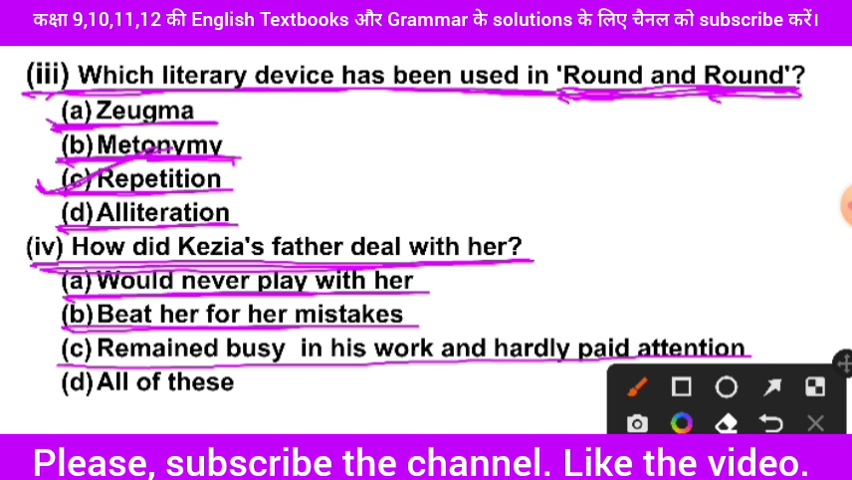 कक्षा 9,10,11,12 की English Textbooks और Grammar के solutions के लिए चैनल को subscribe करें।
(iii) Which literary device has been used in 'Round and Round'?
(a) Zeugma
(b) Metonymy
(c) Repetition
(d) Alliteration
(iv) How did Kezia's father deal with her?
(a) Would never play with her
(b) Beat her for her mistakes
(c) Remained busy in his work and hardly paid attention
(d) All of these
Please, subscribe the channel. Like the video.